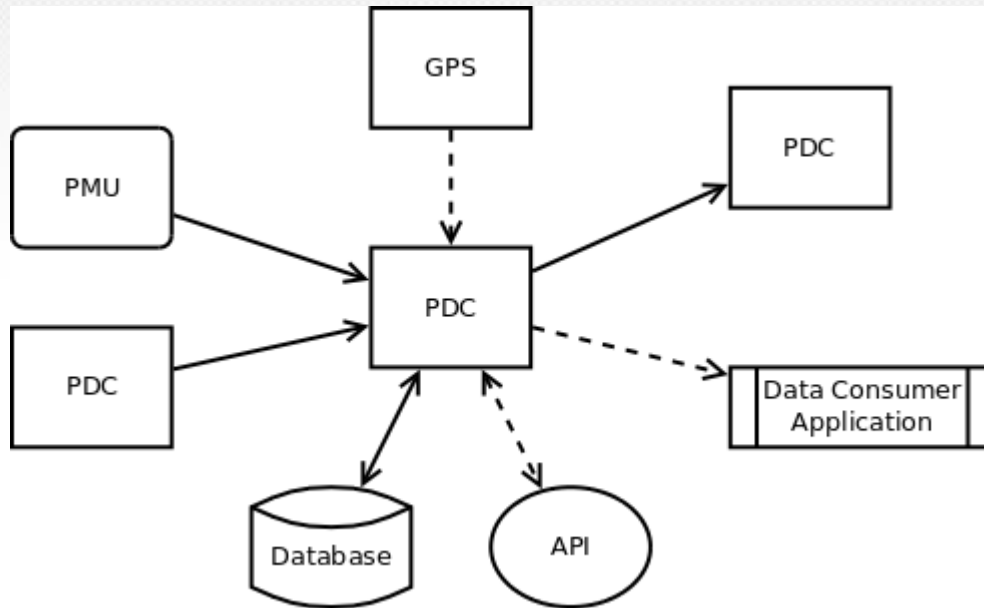 GPS
PDC
PMU
PDC
PDC
Data Consumer
Application
Database
API